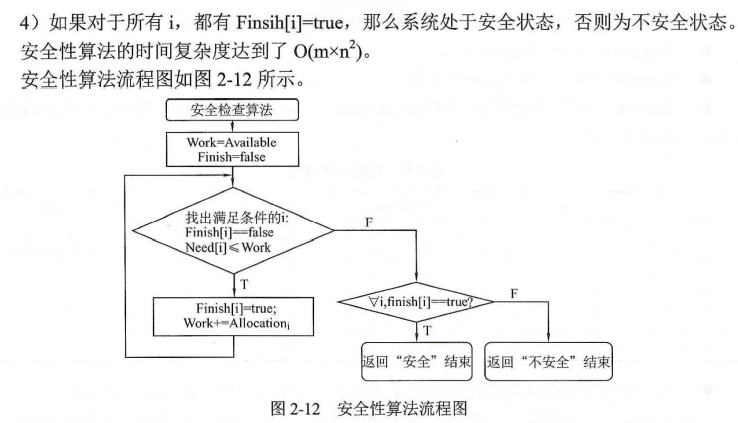 4）如果对于所有 i，都有 Finsih[i]=true，那么系统处于安全状态，否则为不安全状态。
安全性算法的时间复杂度达到了 O(m×n²)。
安全性算法流程图如图 2-12 所示。
安全检查算法
Work=Available
Finish=false
找出满足条件的i:
Finish[i]==false
Need[i]≤Work
F
T
Finish[i]=true;
Work+=Allocationi
∀i,finish[i]==true?
F
T
返回“安全”结束
返回“不安全”结束
图 2-12 安全性算法流程图